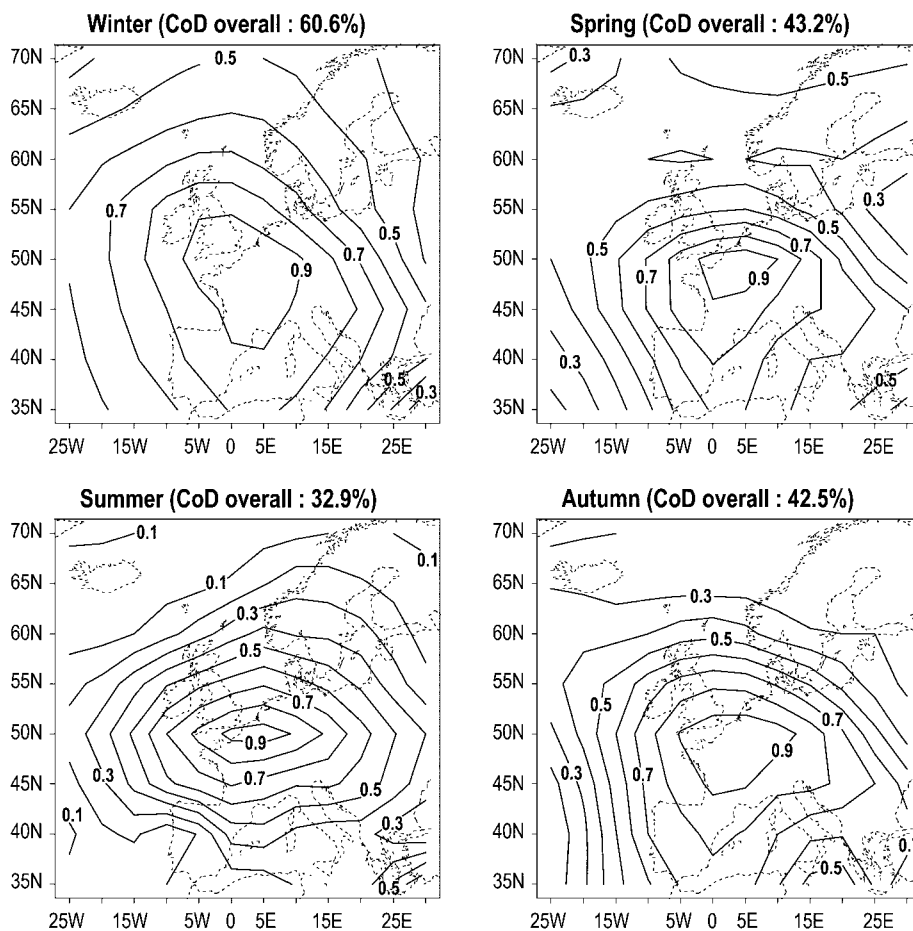 Winter (CoD overall : 60.6%)
70N
65N
60N
55N
50N
45N
40N
35N
0.5
0.7
0.5
0.7
0.9
0.5
0.3
25W 15W 5W 0 5E 15E 25E
Spring (CoD overall : 43.2%)
70N
65N
60N
55N
50N
45N
40N
35N
0.3
0.5
0.3
0.5
0.5
0.7
0.7
0.9
0.3
0.5
25W 15W 5W 0 5E 15E 25E
Summer (CoD overall : 32.9%)
70N
65N
60N
55N
50N
45N
40N
35N
0.1
0.1
0.1
0.3
0.5
0.7
0.9
0.3
0.7
0.5
0.1
0.3
0.5
25W 15W 5W 0 5E 15E 25E
Autumn (CoD overall : 42.5%)
70N
65N
60N
55N
50N
45N
40N
35N
0.3
0.5
0.5
0.7
0.9
0.3
0.7
0.5
25W 15W 5W 0 5E 15E 25E